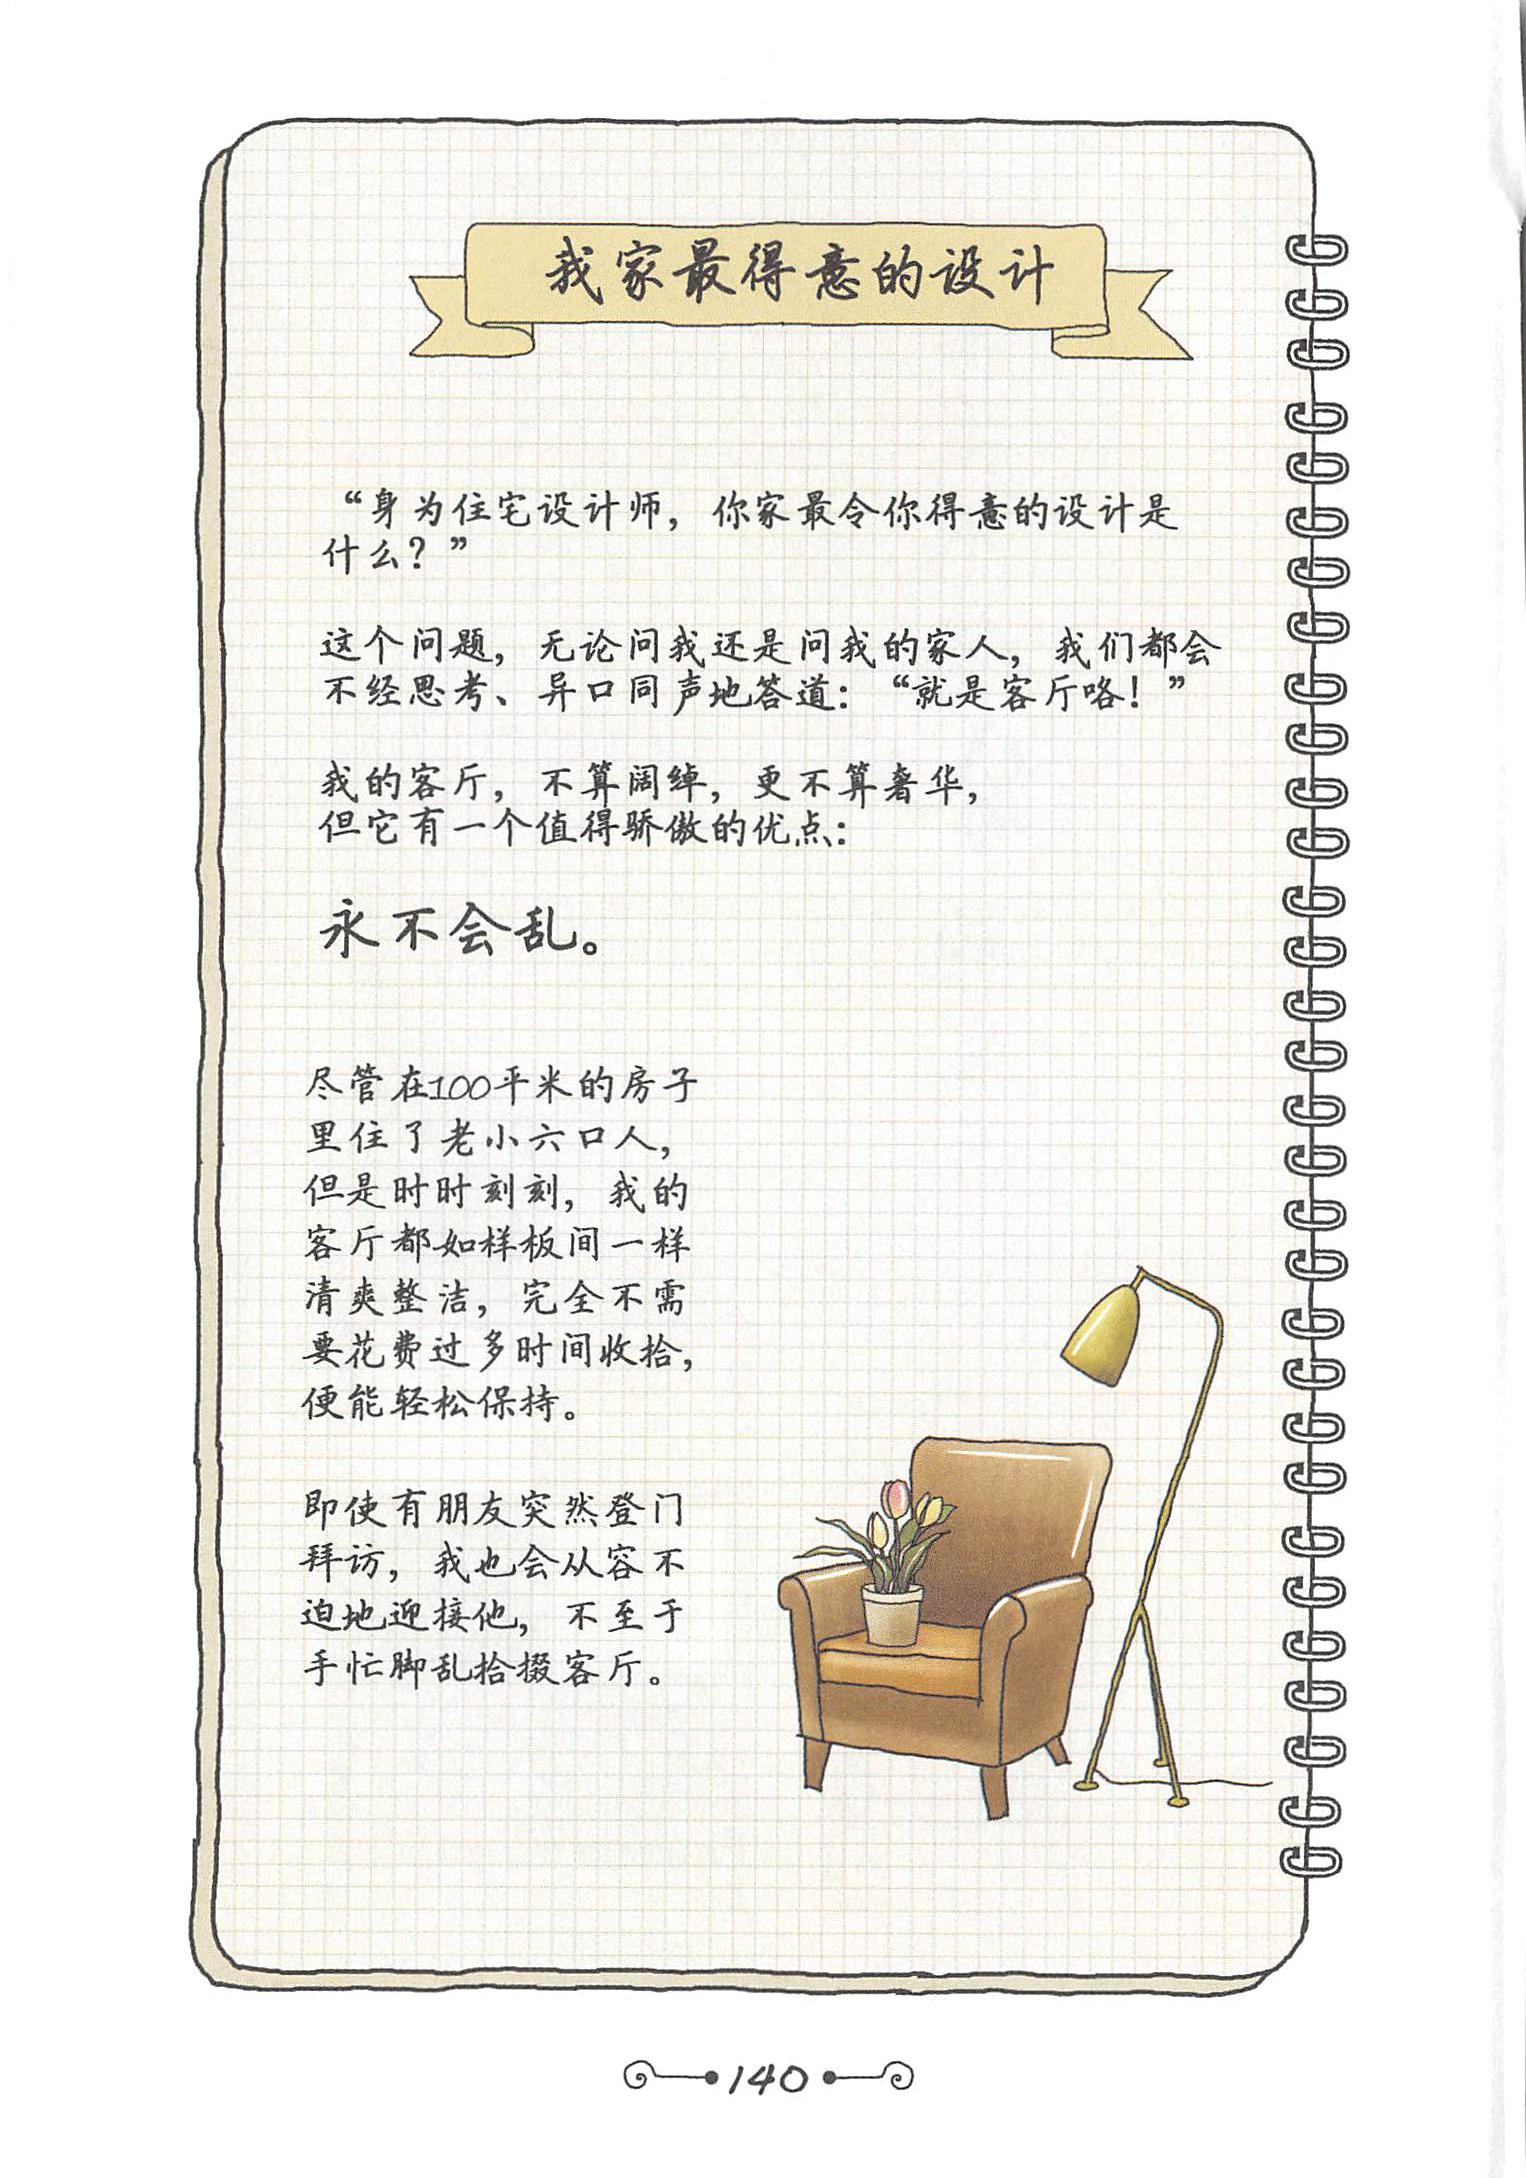 我家最得意的设计
“身为住宅设计师，你家最令你得意的设计是
什么？”
这个问题，无论问我还是问我的家人，我们都会
不经思考、异口同声地答道：“就是客厅咯！”
我的客厅，不算阔绰，更不算奢华，
但它有一个值得骄傲的优点：
永不会乱。
尽管在100平米的房子
里住了老小六口人，
但是时时刻刻，我的
客厅都如样板间一样
清爽整洁，完全不需
要花费过多时间收拾，
便能轻松保持。
即使有朋友突然登门
拜访，我也会从容不
迫地迎接他，不至于
手忙脚乱拾掇客厅。
140